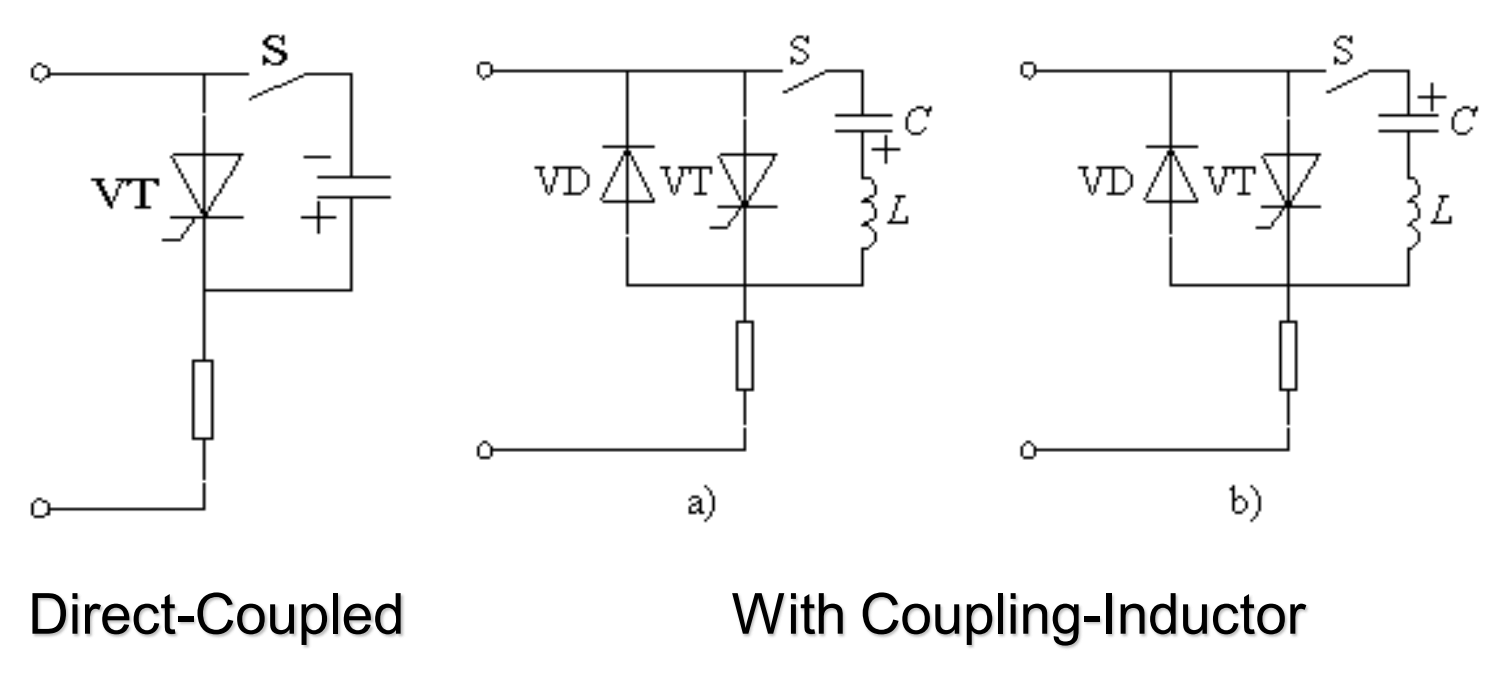 S
VT
−
+
S
VD
VT
C
+
L
a)
S
VD
VT
+
C
L
b)
Direct-Coupled
With Coupling-Inductor